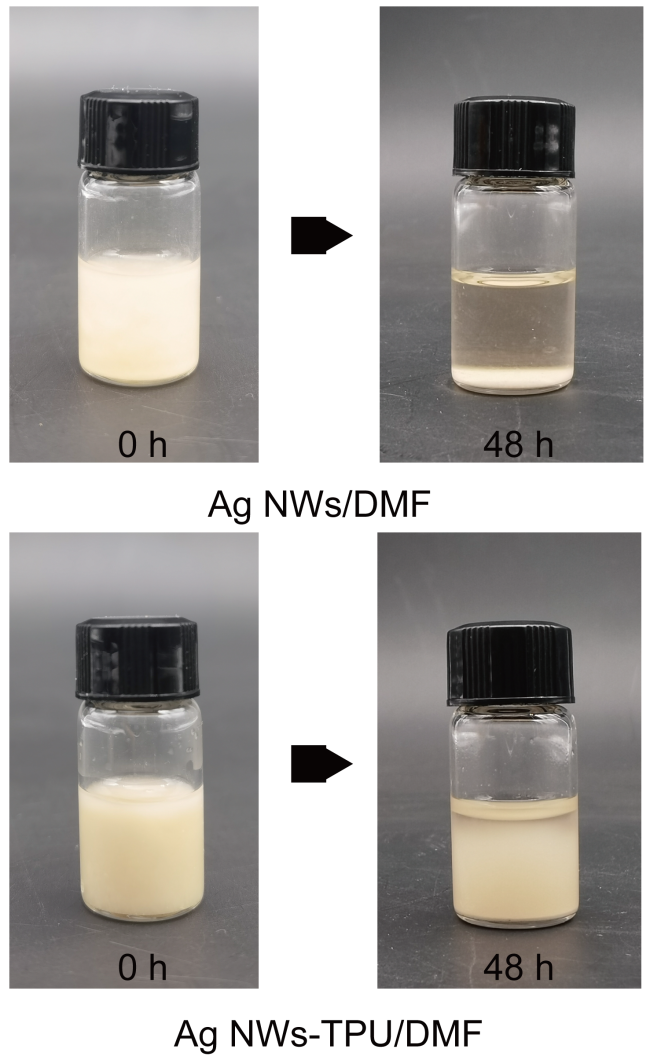 0 h
48 h
Ag NWs/DMF
0 h
48 h
Ag NWs-TPU/DMF